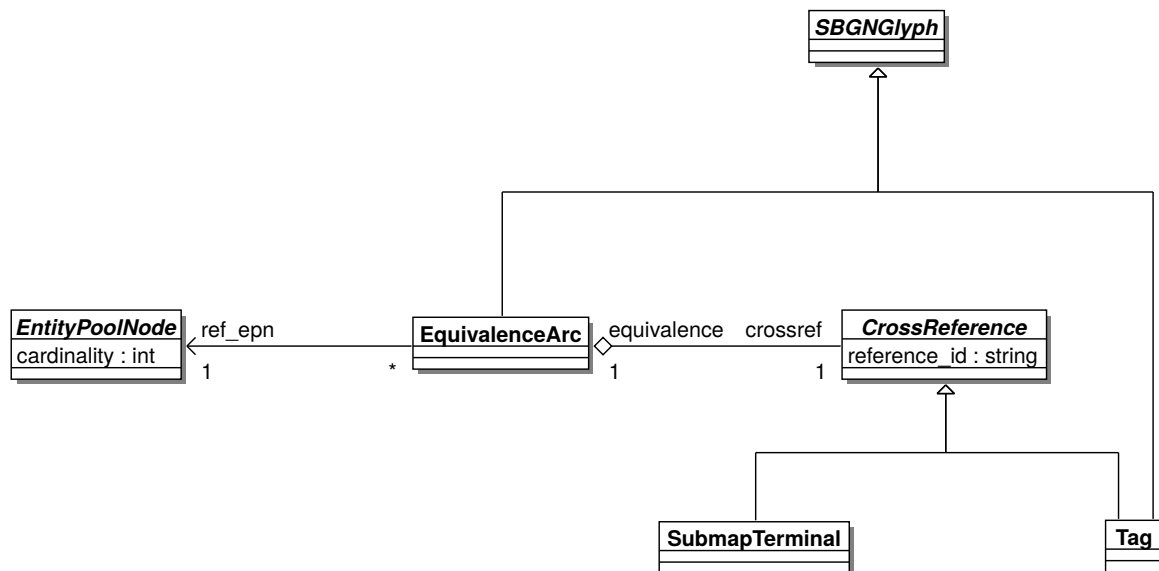 SBGNGlyph
EntityPoolNode
cardinality : int
ref_epn
1
*
EquivalenceArc
equivalence
1
crossref
1
CrossReference
reference_id : string
SubmapTerminal
Tag